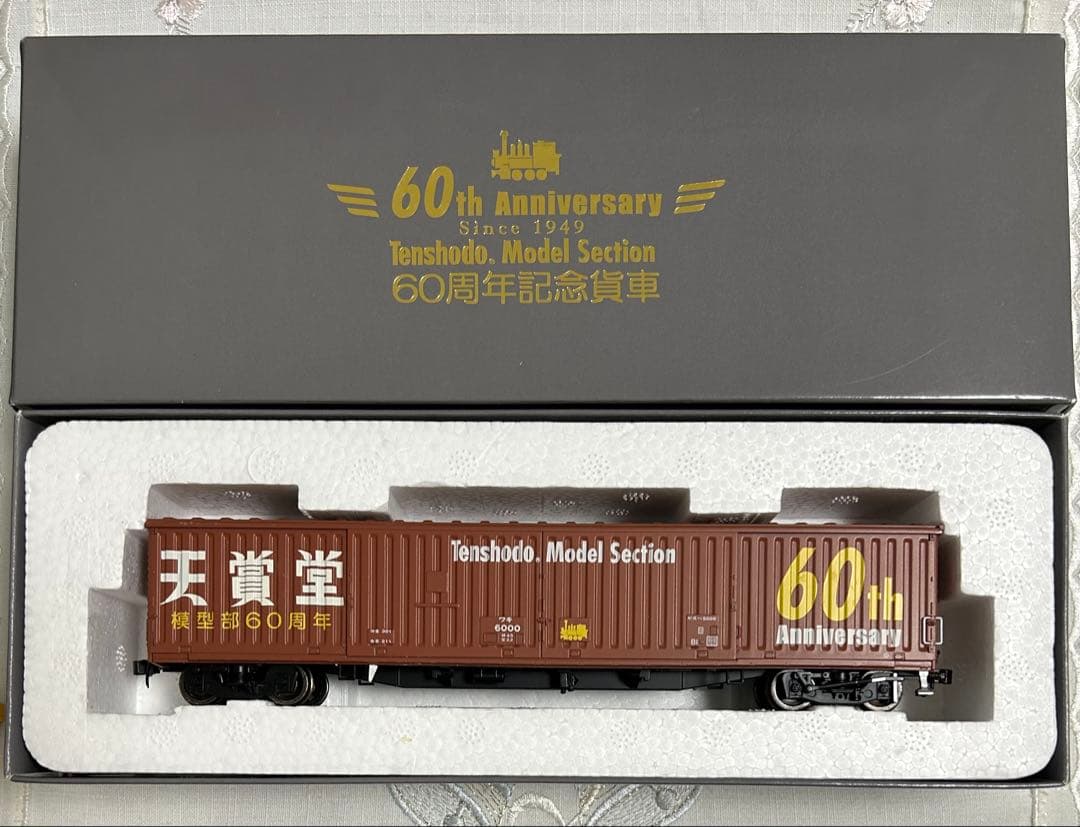 60th Anniversary
Since 1949
Tenshodo. Model Section
60周年記念貨車
天賞堂
模型部60周年
Tenshodo. Model Section
ワキ
6000
60th
Anniversary